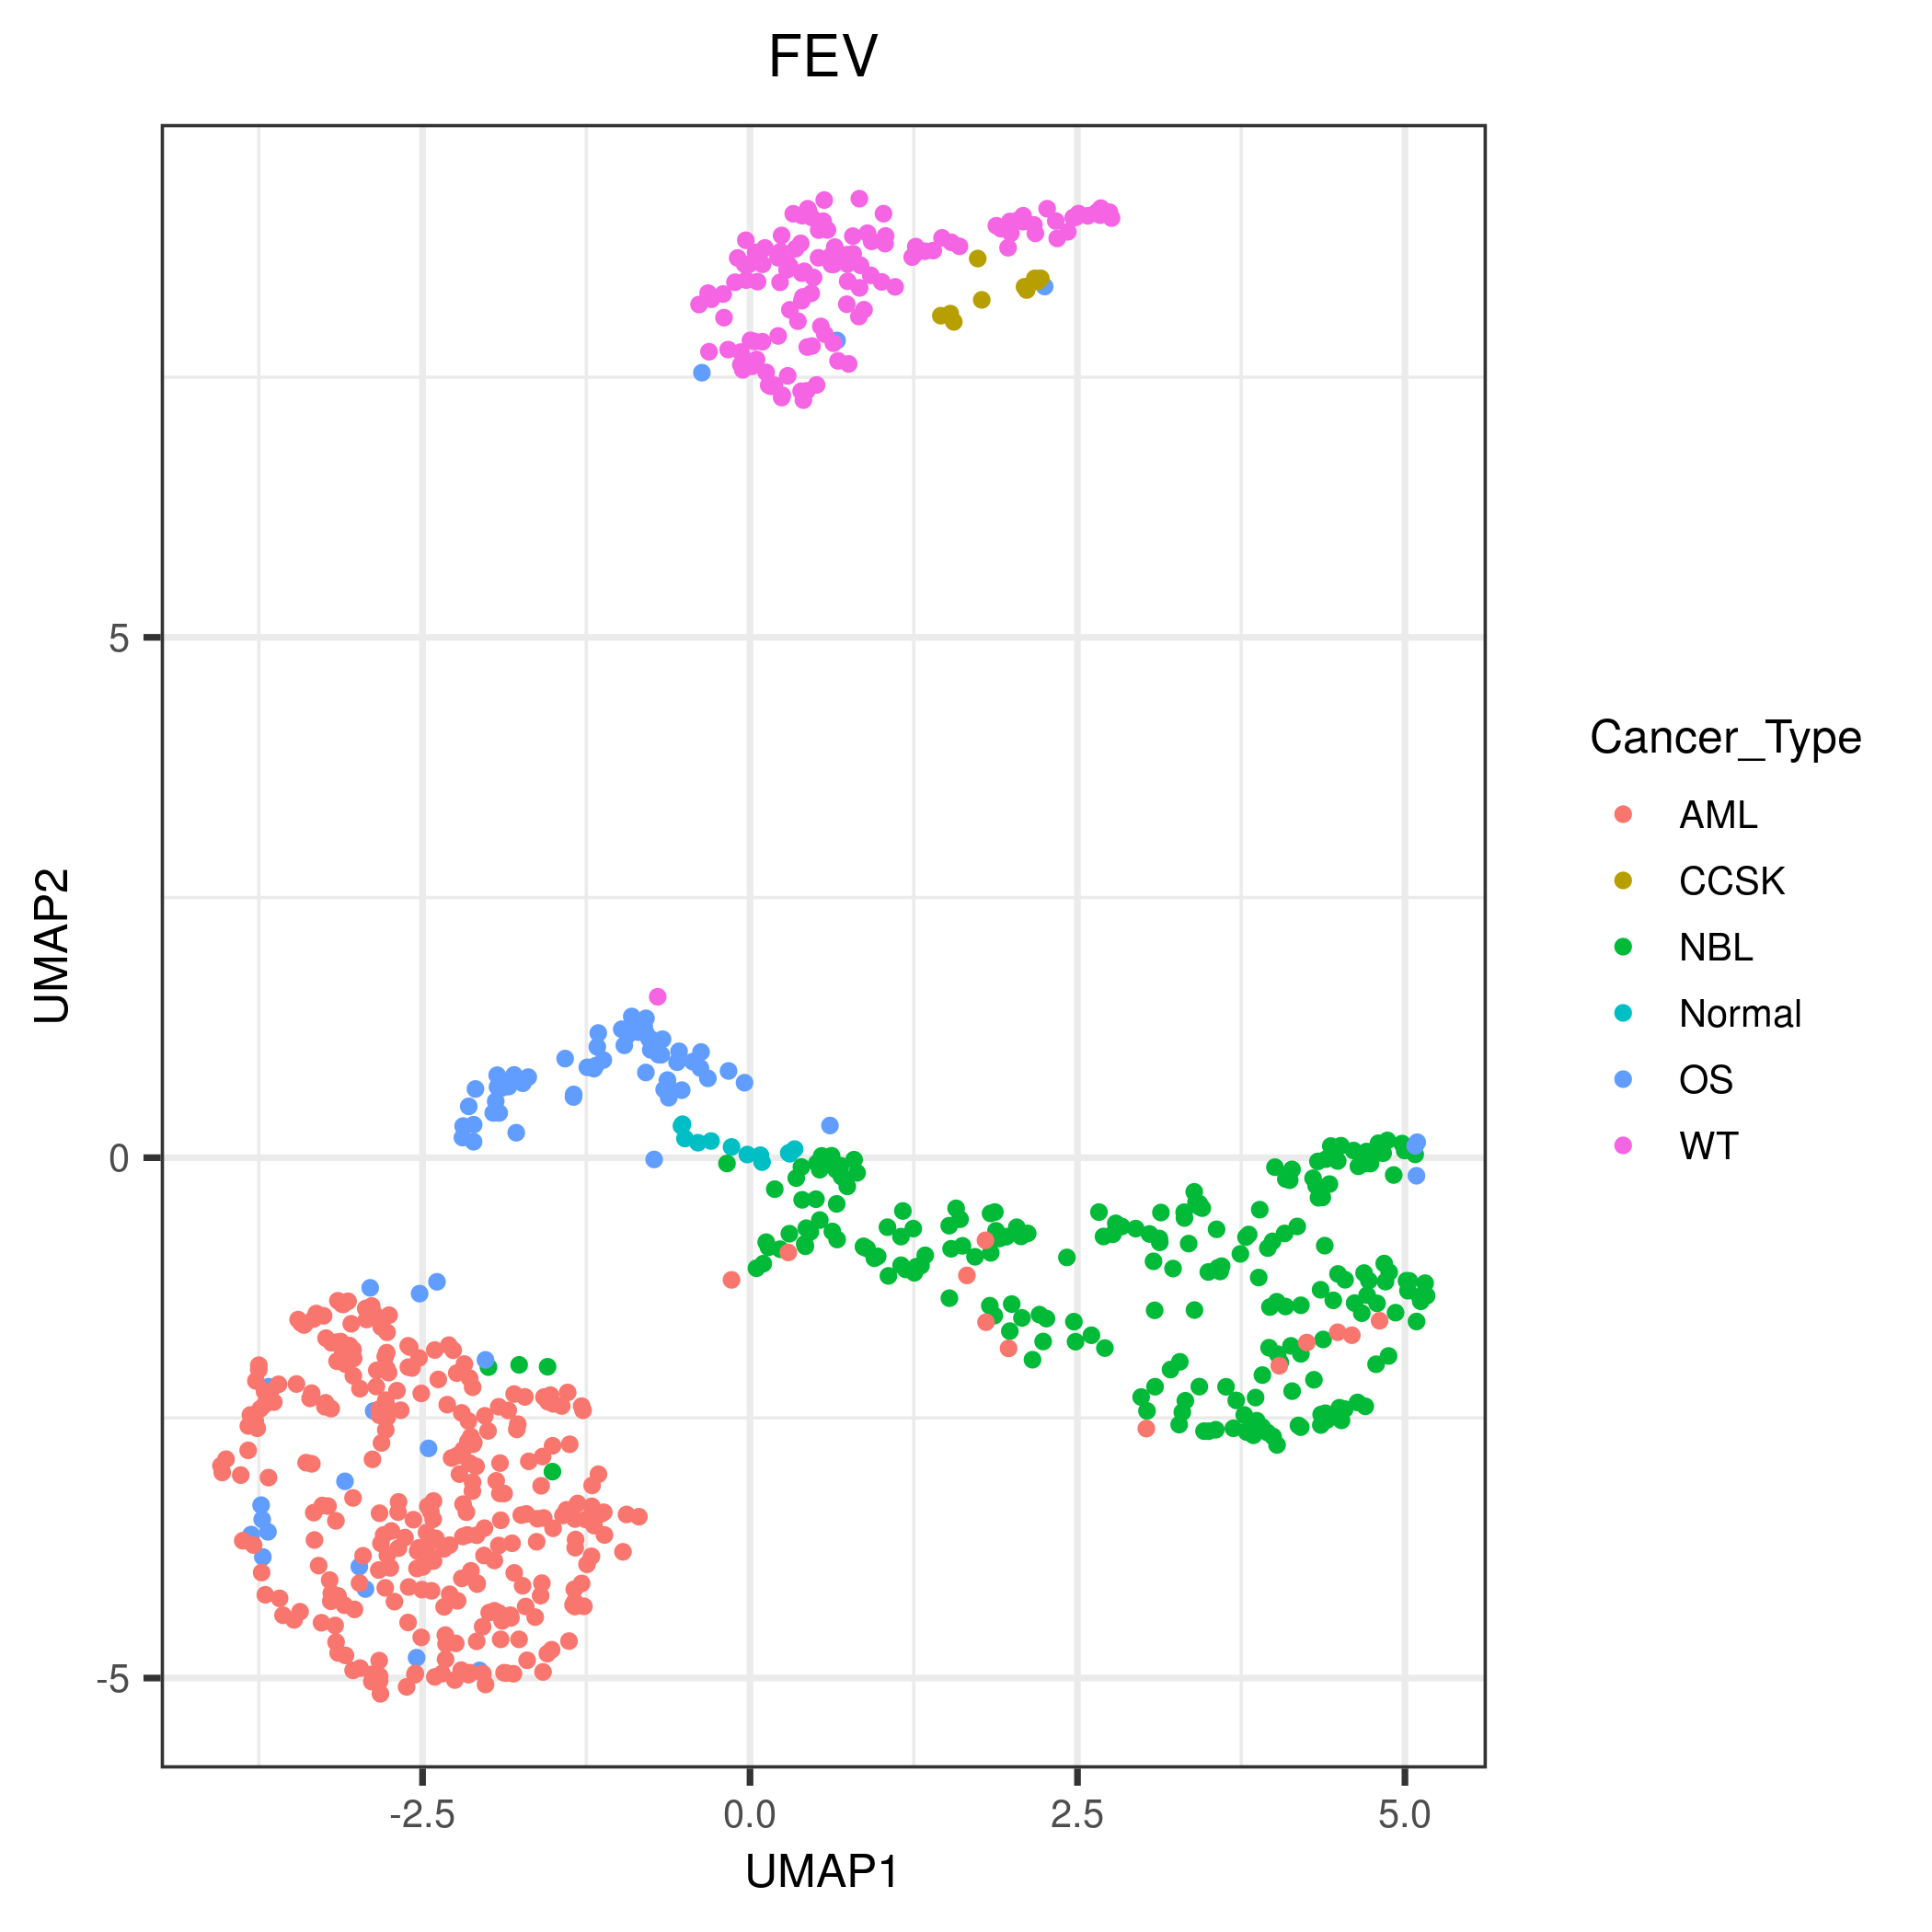 FEV
UMAP2
5
0
-5
-2.5
0.0
2.5
5.0
UMAP1
Cancer_Type
AML
CCSK
NBL
Normal
OS
WT